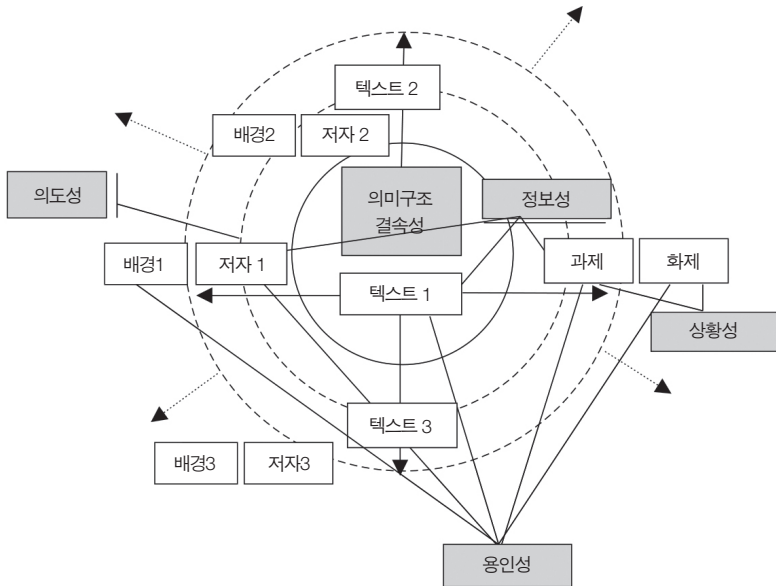 텍스트 2
배경2
저자 2
의도성
의미구조
결속성
정보성
배경1
저자 1
과제
화제
텍스트 1
상황성
텍스트 3
배경3
저자3
용인성